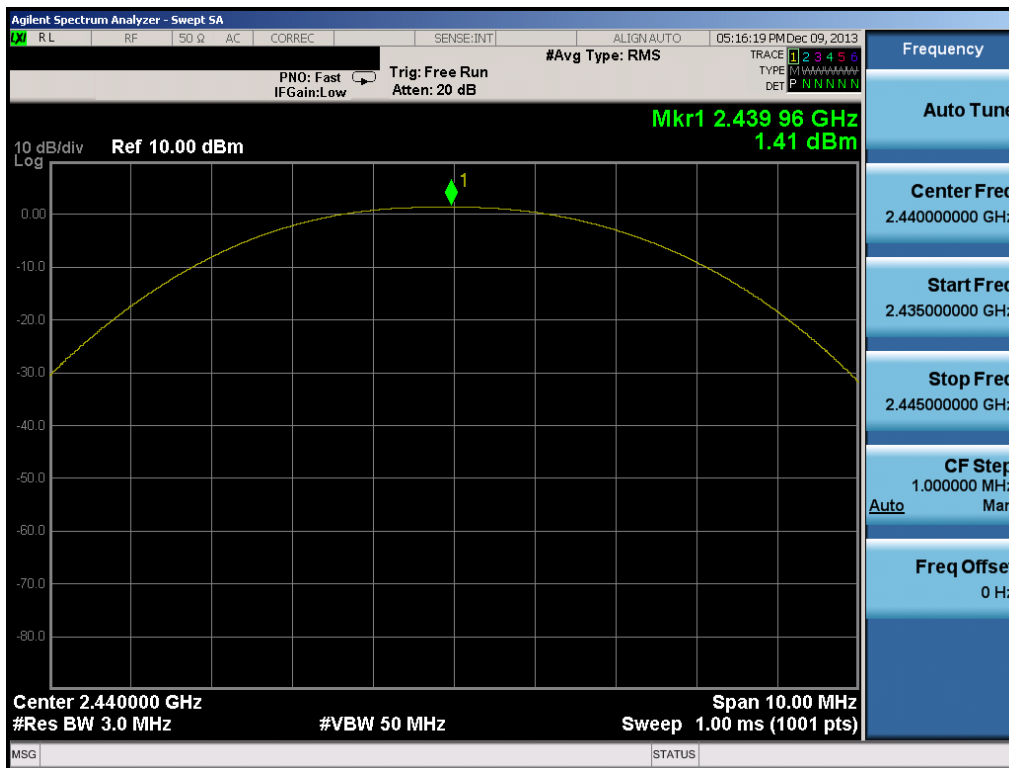 Agilent Spectrum Analyzer - Swept SA
LXI RL RF 50 Ω AC CORREC SENSE:INT ALIGN AUTO 05:16:19 PM Dec 09, 2013
Frequency
#Avg Type: RMS
TRACE 1 2 3 4 5 6
PNO: Fast Trig: Free Run
TYPE M W W W W W
IFGain:Low Atten: 20 dB
DET P N N N N N
Auto Tune
Mkr1 2.439 96 GHz
1.41 dBm
10 dB/div Ref 10.00 dBm
Log
1
0.00
-10.0
-20.0
-30.0
-40.0
-50.0
-60.0
-70.0
-80.0
Center Freq
2.440000000 GHz
Start Freq
2.435000000 GHz
Stop Freq
2.445000000 GHz
CF Step
1.000000 MHz
Auto Man
Freq Offset
0 Hz
Center 2.440000 GHz Span 10.00 MHz
#Res BW 3.0 MHz #VBW 50 MHz Sweep 1.00 ms (1001 pts)
MSG STATUS